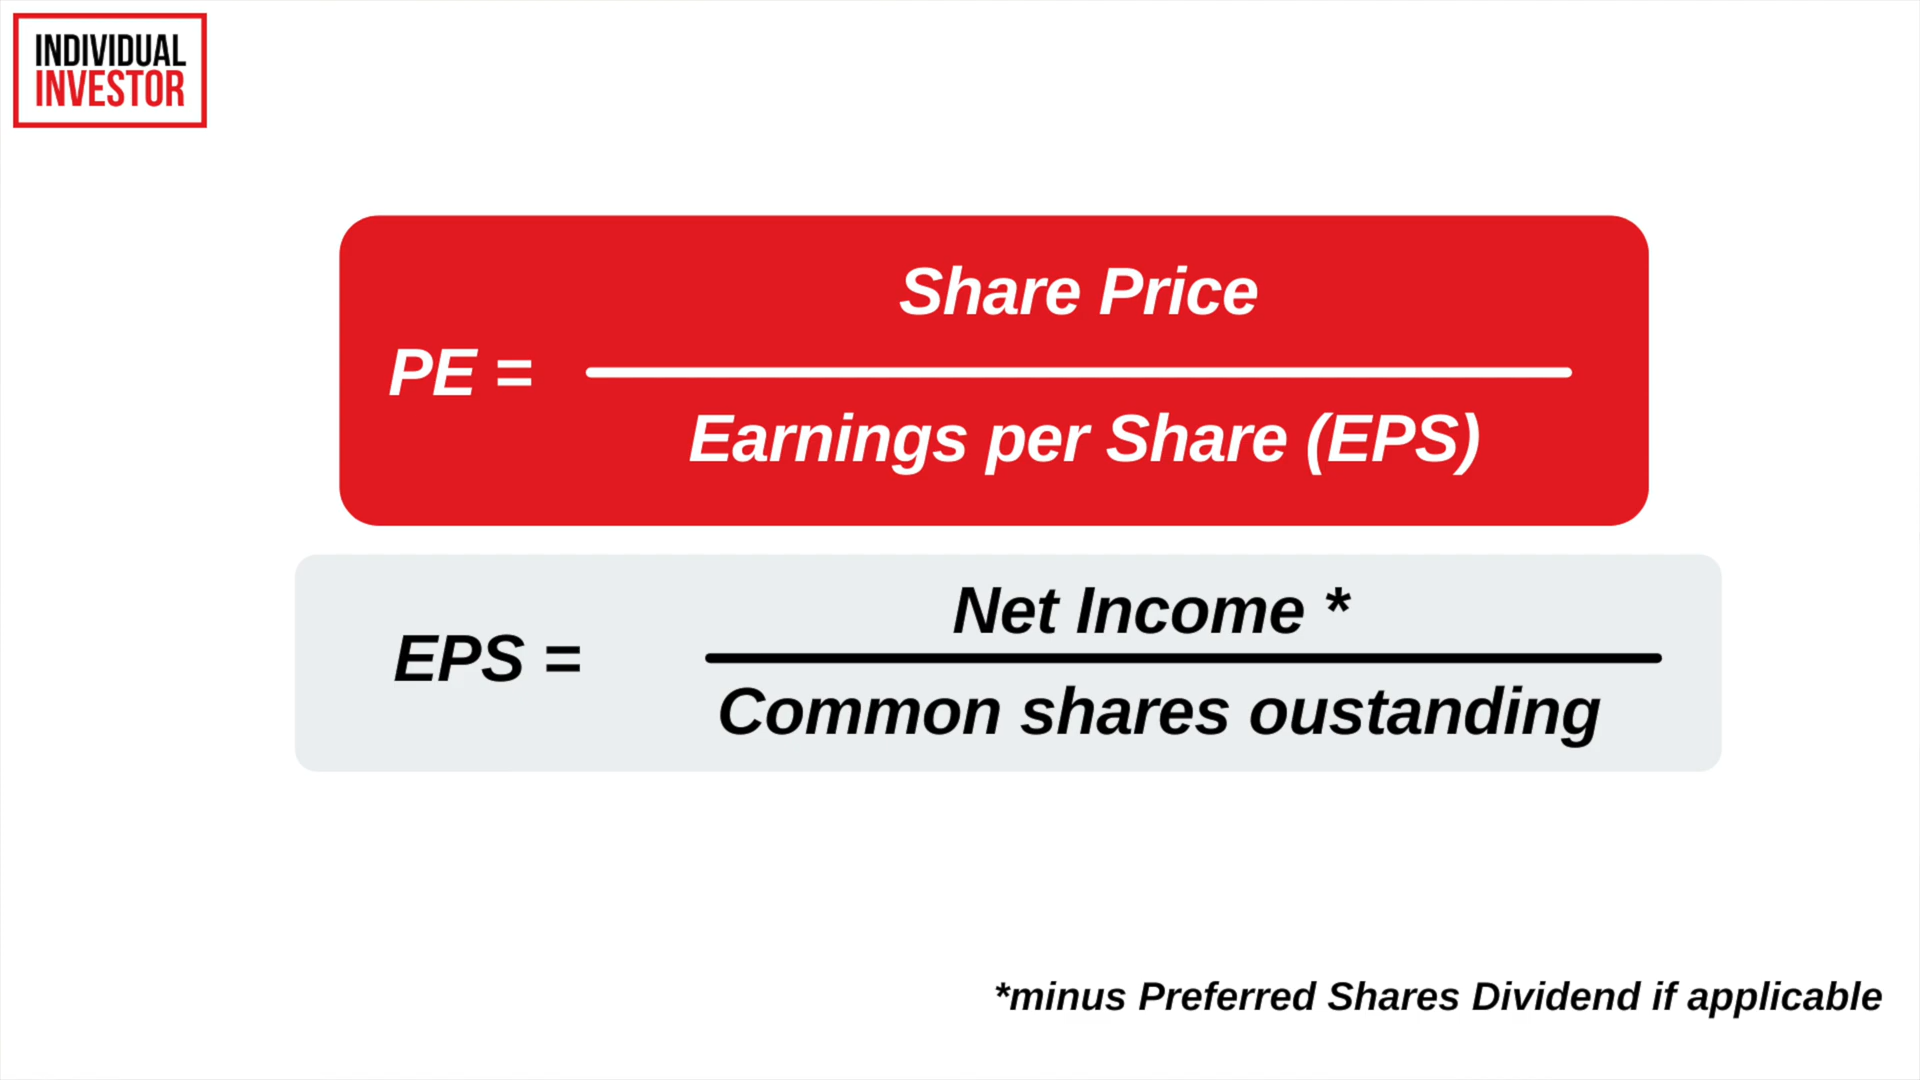 INDIVIDUAL
INVESTOR
Share Price
PE =
Earnings per Share (EPS)
Net Income *
EPS =
Common shares oustanding
*minus Preferred Shares Dividend if applicable